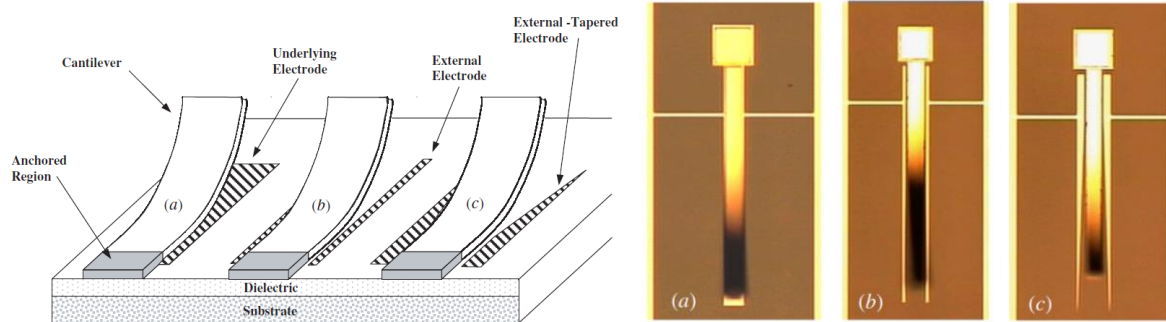 External -Tapered
Electrode
Underlying
Electrode
External
Electrode
Cantilever
Anchored
Region
(a)
(b)
(c)
Dielectric
Substrate
(a)
(b)
(c)